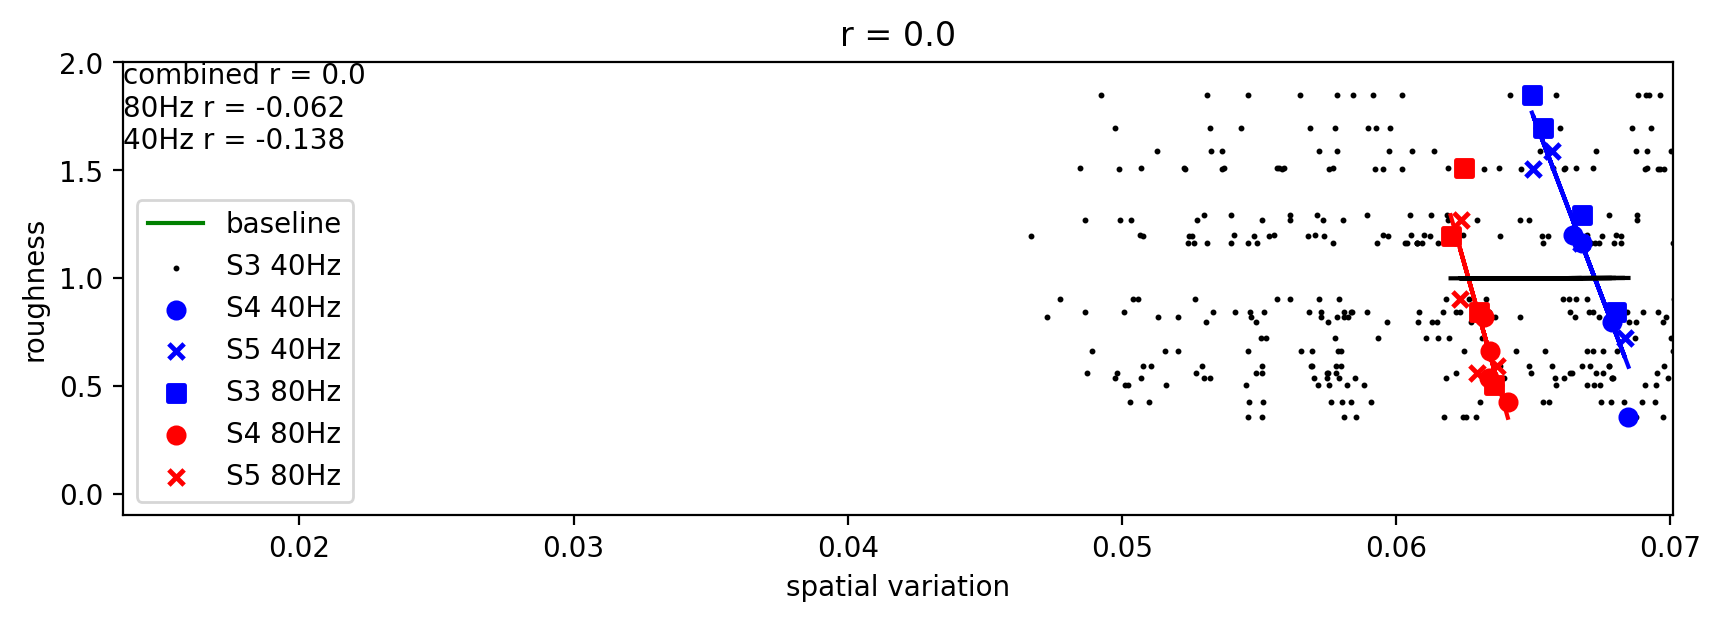 r = 0.0
combined r = 0.0
80Hz r = -0.062
40Hz r = -0.138
baseline
S3 40Hz
S4 40Hz
S5 40Hz
S3 80Hz
S4 80Hz
S5 80Hz
2.0
1.5
1.0
0.5
0.0
roughness
0.02 0.03 0.04 0.05 0.06 0.07
spatial variation